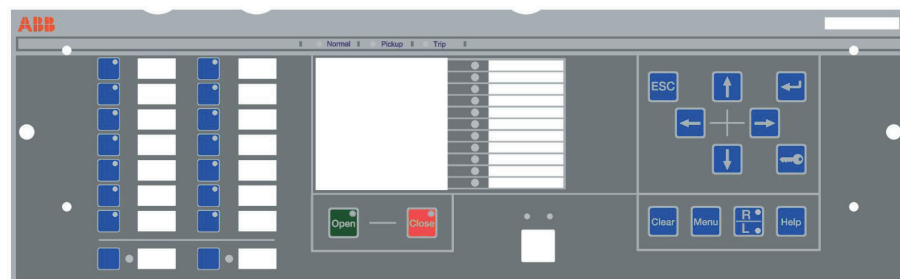 ABB
Normal Pickup Trip
ESC
Open Close
Clear Menu R L Help